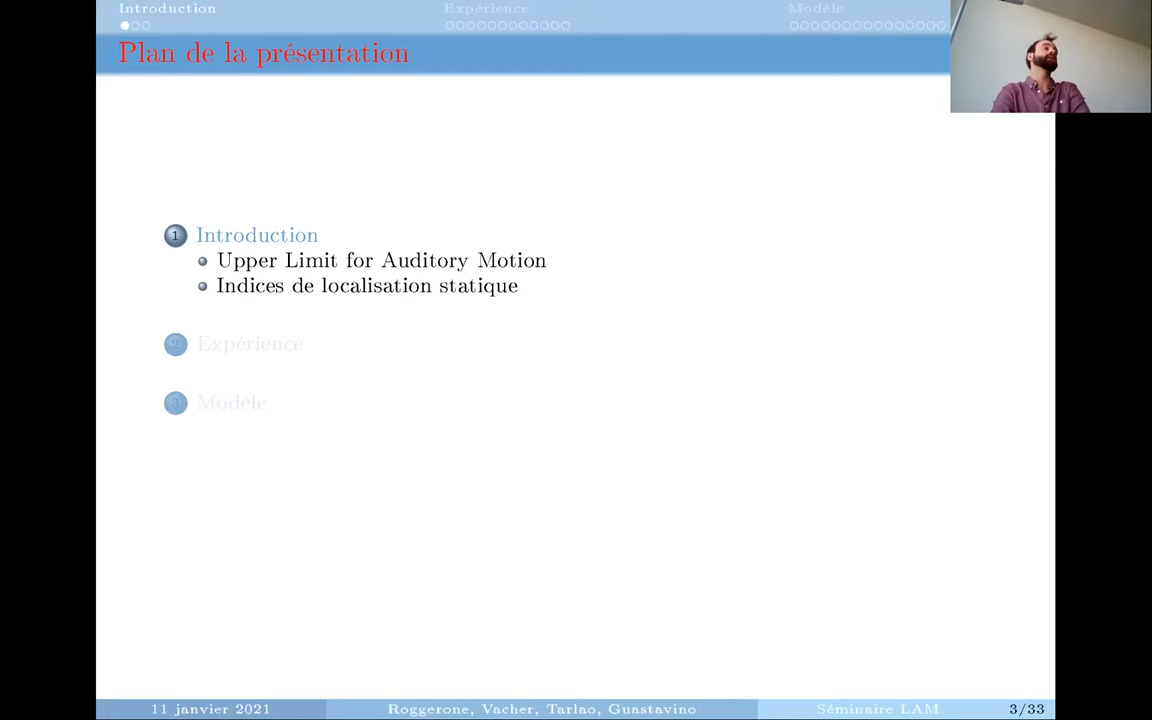 Introduction
Expérience
Modèle
Plan de la présentation
1 Introduction
Upper Limit for Auditory Motion
Indices de localisation statique
2 Expérience
3 Modèle
11 janvier 2021
Roggerone, Vacher, Tarlao, Guastavino
Séminaire LAM
3/33